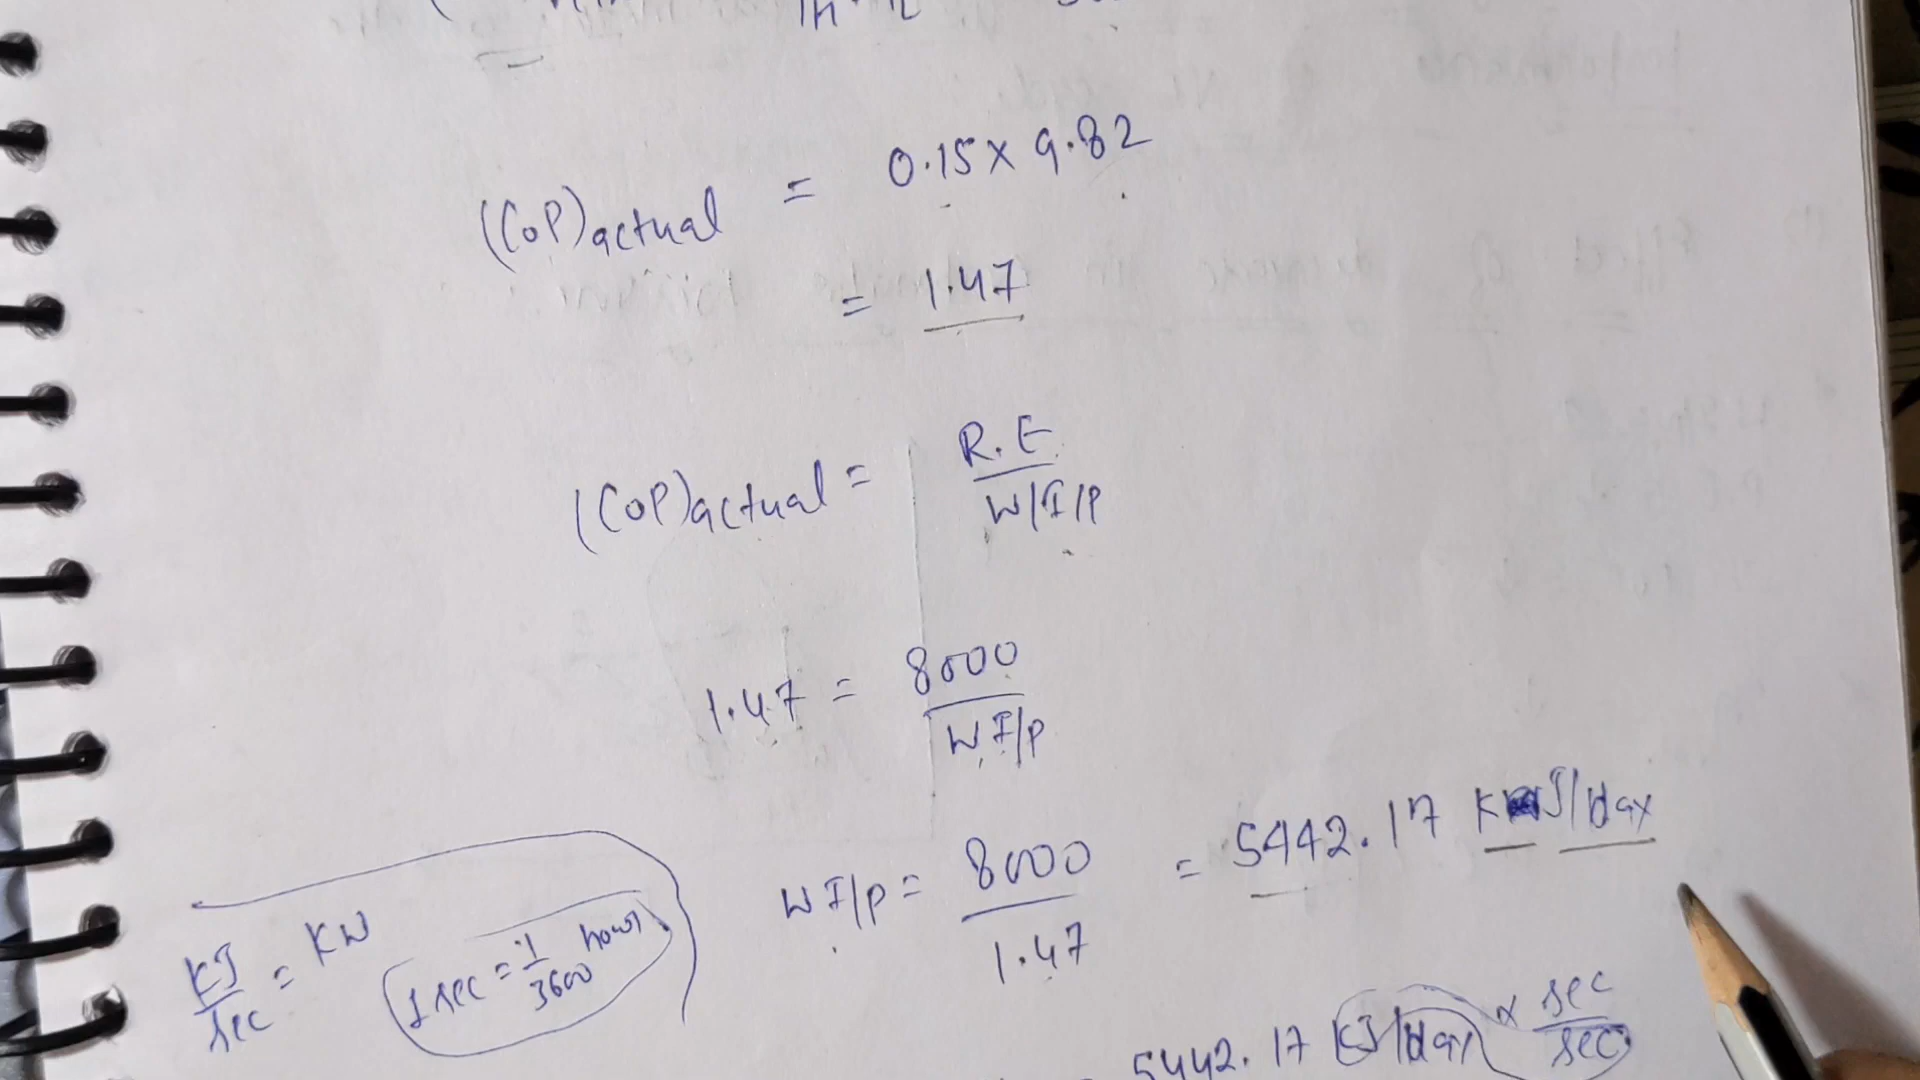 (COP)actual = 0.15 x 9.82
= 1.47
(COP)actual = R.E / W/I/P
1.47 = 8000 / W I/P
W I/P = 8000 / 1.47 = 5442.17 KJ/day
KJ/sec = KW
1 sec = 1/3600 hours
5442.17 KJ/day x sec/sec